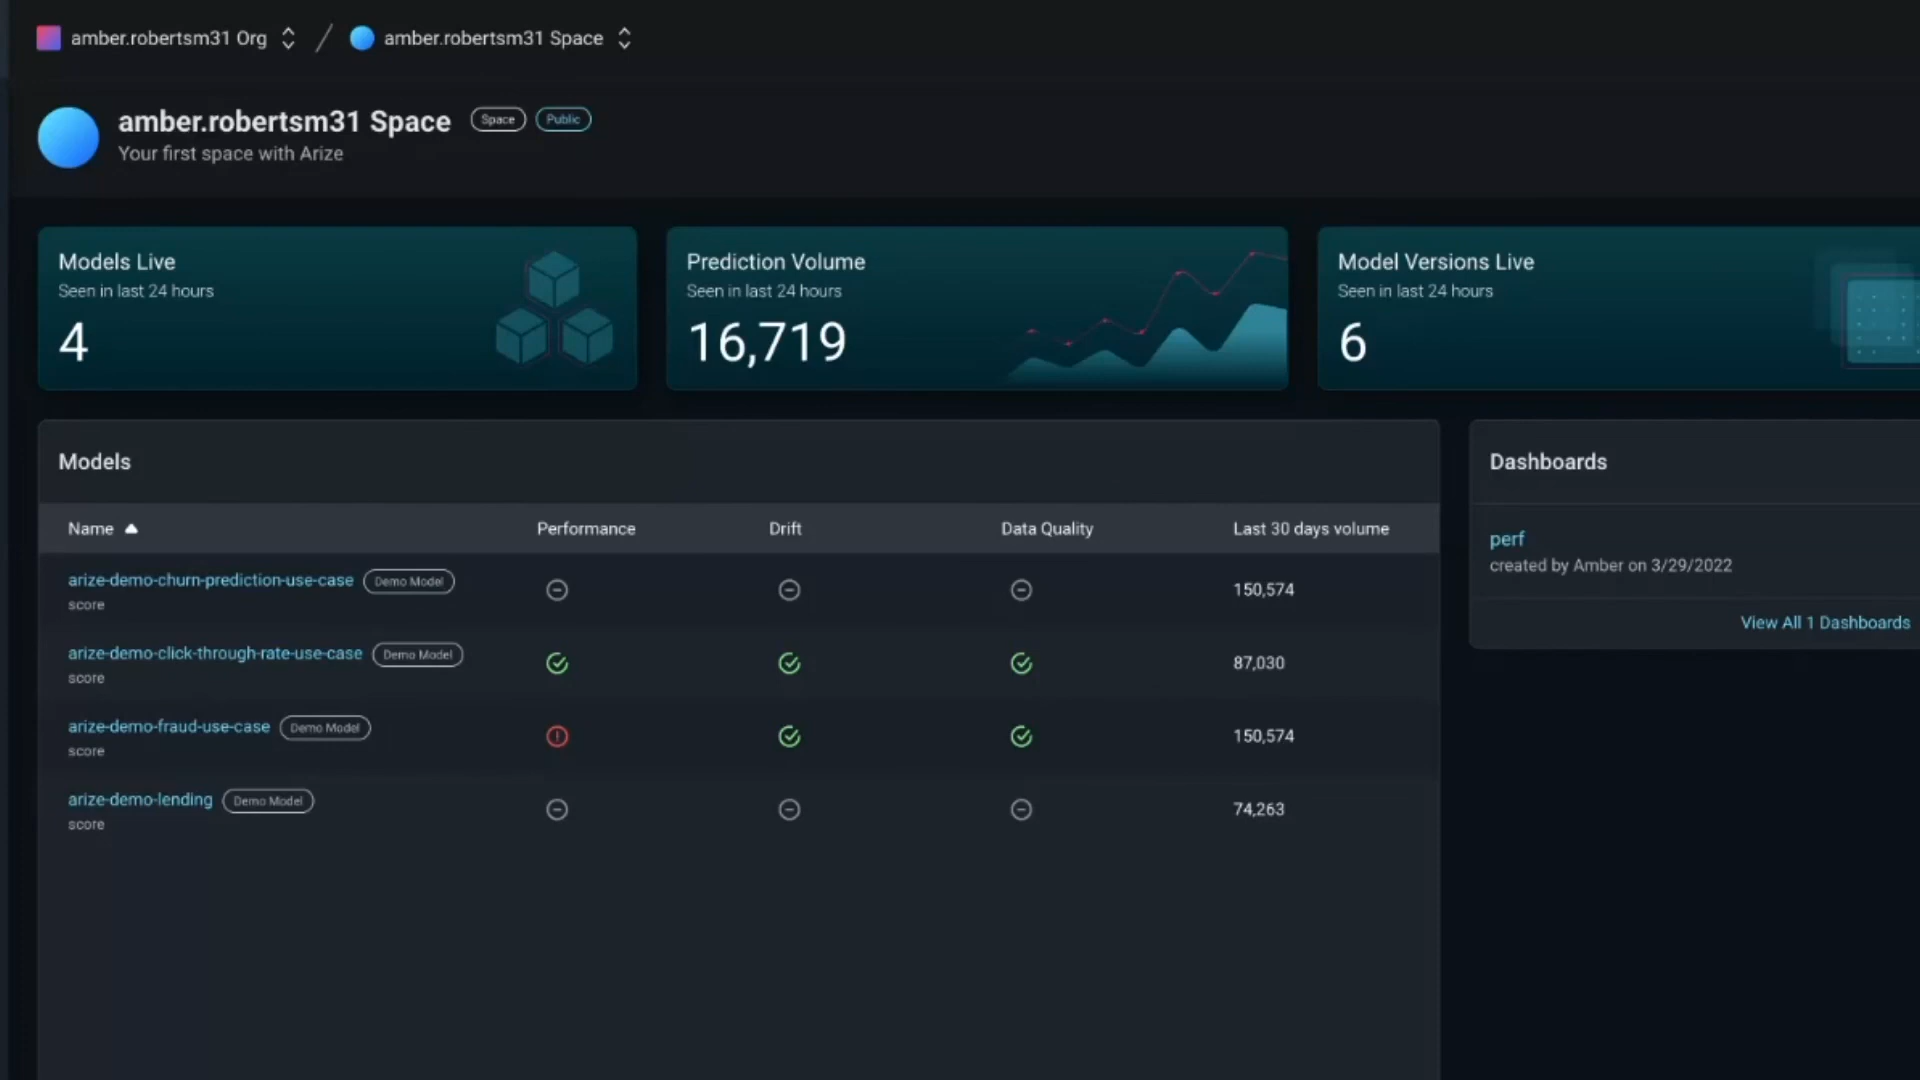 amber.robertsm31 Org / amber.robertsm31 Space
amber.robertsm31 Space Space Public
Your first space with Arize
Models Live
Seen in last 24 hours
4
Prediction Volume
Seen in last 24 hours
16,719
Model Versions Live
Seen in last 24 hours
6
Models
Name Performance Drift Data Quality Last 30 days volume
arize-demo-churn-prediction-use-case Demo Model 150,574
score
arize-demo-click-through-rate-use-case Demo Model 87,030
score
arize-demo-fraud-use-case Demo Model 150,574
score
arize-demo-lending Demo Model 74,263
score
Dashboards
perf
created by Amber on 3/29/2022
View All 1 Dashboards